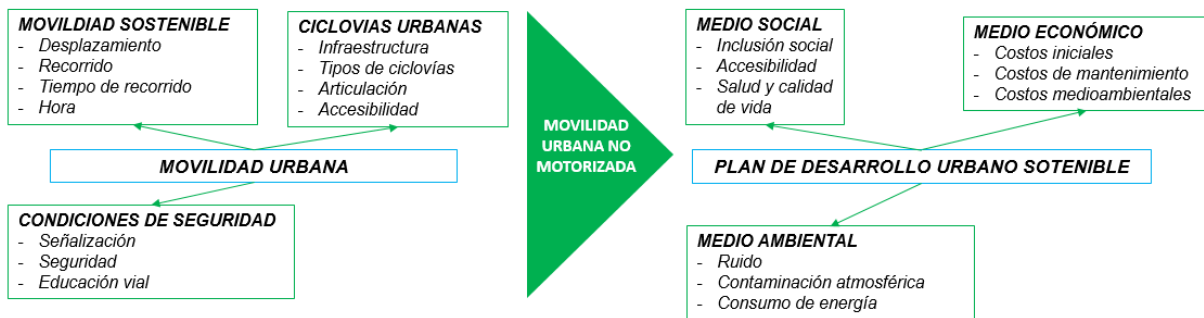 MOVILDIAD SOSTENIBLE
- Desplazamiento
- Recorrido
- Tiempo de recorrido
- Hora
CICLOVIAS URBANAS
- Infraestructura
- Tipos de ciclovías
- Articulación
- Accesibilidad
MOVILIDAD URBANA
CONDICIONES DE SEGURIDAD
- Señalización
- Seguridad
- Educación vial
MOVILIDAD
URBANA NO
MOTORIZADA
MEDIO SOCIAL
- Inclusión social
- Accesibilidad
- Salud y calidad
de vida
MEDIO ECONÓMICO
- Costos iniciales
- Costos de mantenimiento
- Costos medioambientales
PLAN DE DESARROLLO URBANO SOTENIBLE
MEDIO AMBIENTAL
- Ruido
- Contaminación atmosférica
- Consumo de energía